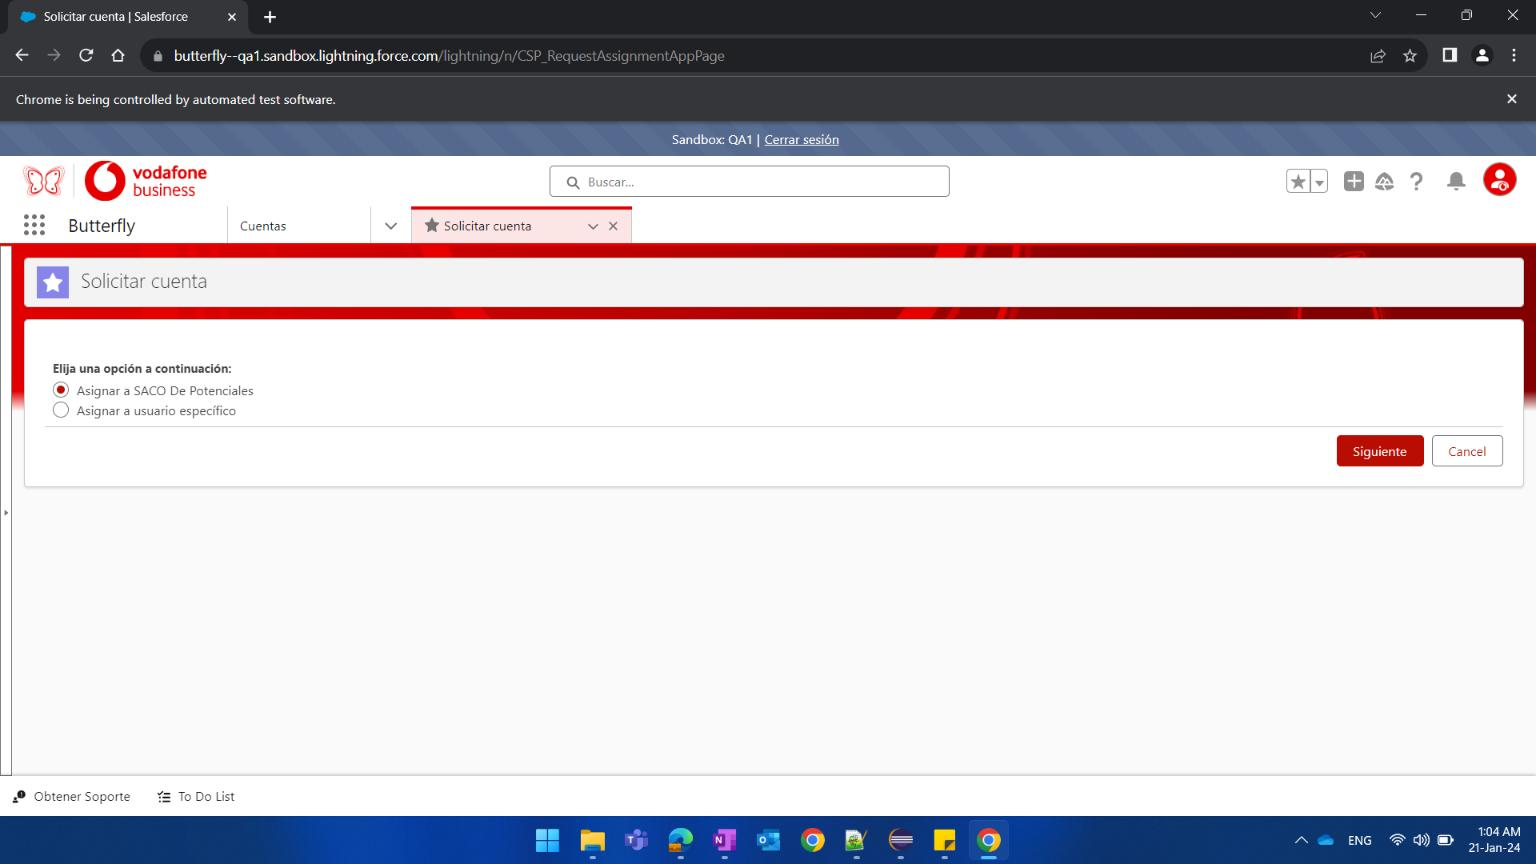 Solicitar cuenta | Salesforce
butterfly--qa1.sandbox.lightning.force.com/lightning/n/CSP_RequestAssignmentAppPage
Chrome is being controlled by automated test software.
Sandbox: QA1 | Cerrar sesión
vodafone
business
Buscar...
Butterfly
Cuentas
Solicitar cuenta
Solicitar cuenta
Elija una opción a continuación:
Asignar a SACO De Potenciales
Asignar a usuario específico
Siguiente
Cancel
Obtener Soporte
To Do List
ENG
1:04 AM
21-Jan-24